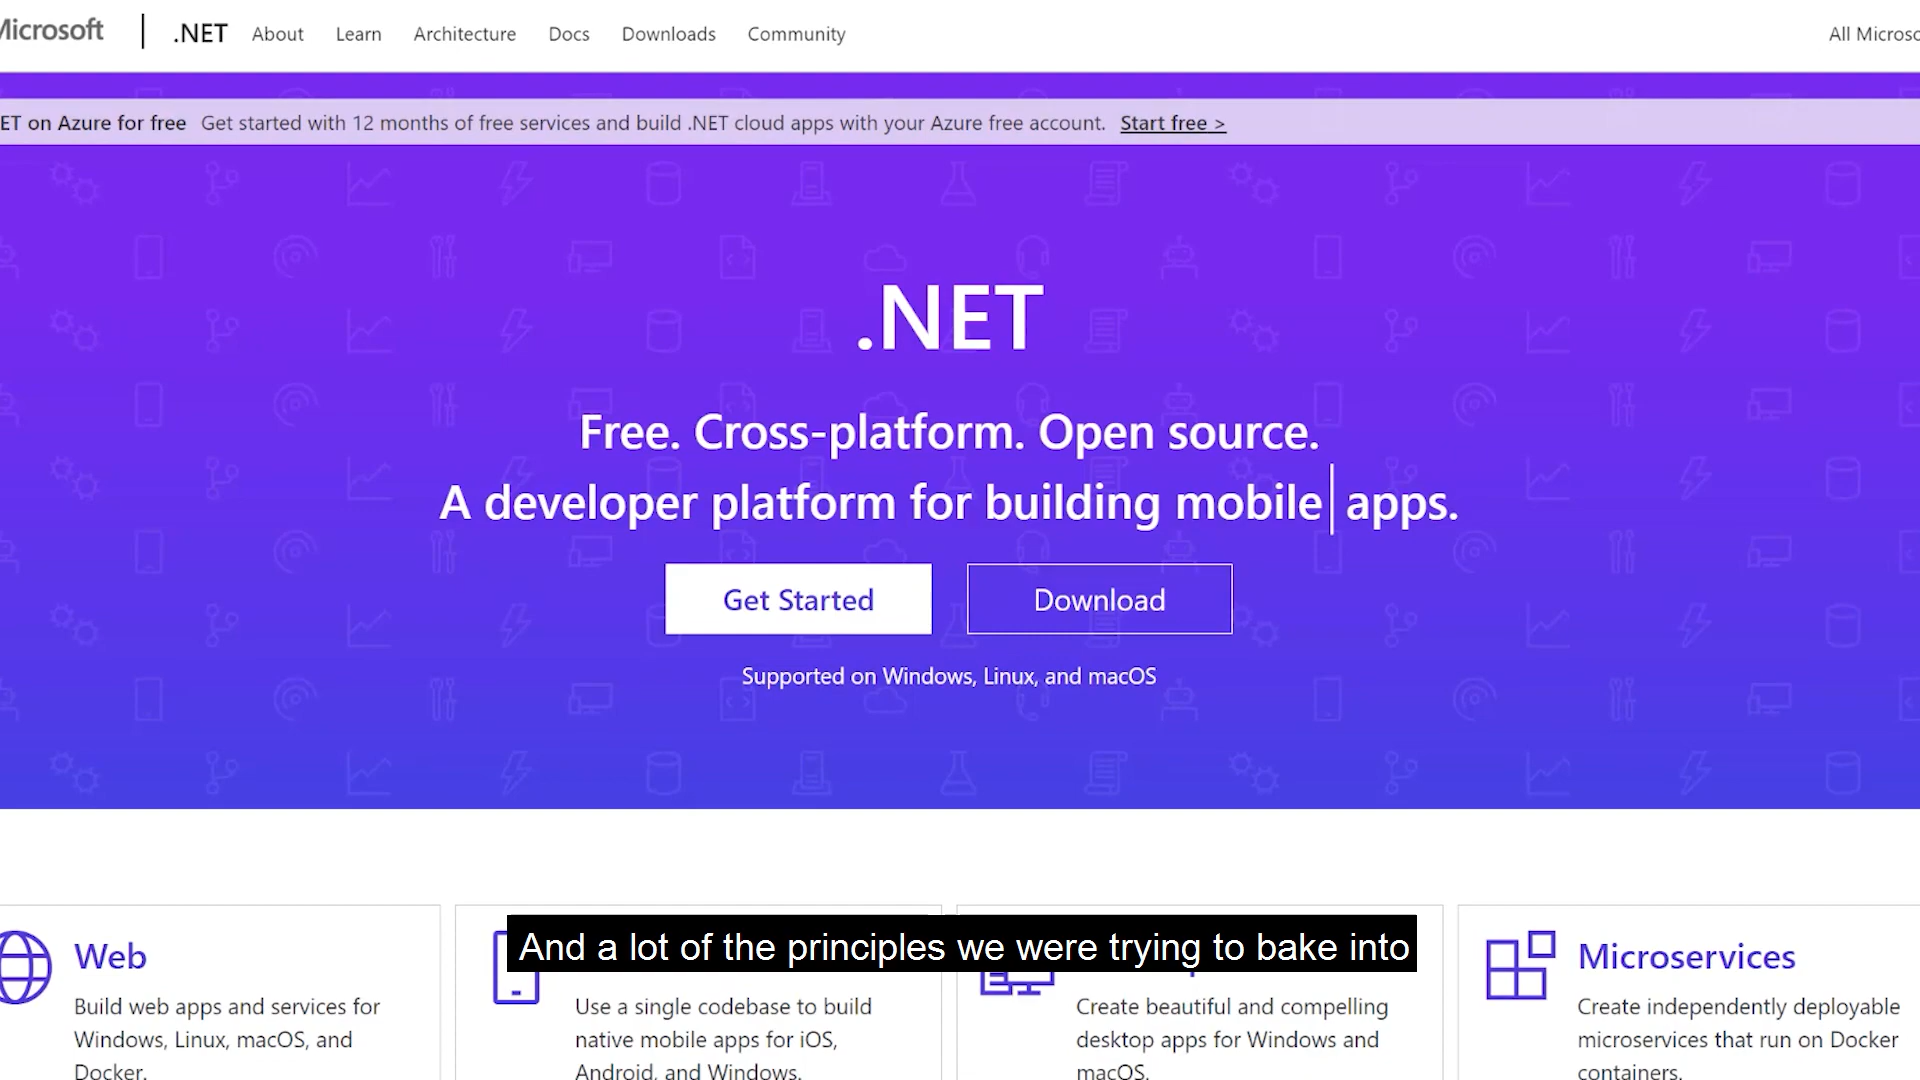 Microsoft
.NET About Learn Architecture Docs Downloads Community All Microso
ET on Azure for free Get started with 12 months of free services and build .NET cloud apps with your Azure free account. Start free >
.NET
Free. Cross-platform. Open source.
A developer platform for building mobile apps.
Get Started Download
Supported on Windows, Linux, and macOS
And a lot of the principles we were trying to bake into
Web
Build web apps and services for
Windows, Linux, macOS, and
Docker.
Use a single codebase to build
native mobile apps for iOS,
Android, and Windows.
Create beautiful and compelling
desktop apps for Windows and
macOS.
Microservices
Create independently deployable
microservices that run on Docker
containers.